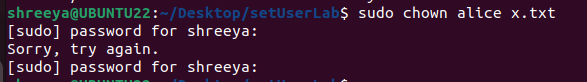 shreeya@UBUNTU22:~/Desktop/setUserLab$ sudo chown alice x.txt
[sudo] password for shreeya:
Sorry, try again.
[sudo] password for shreeya: